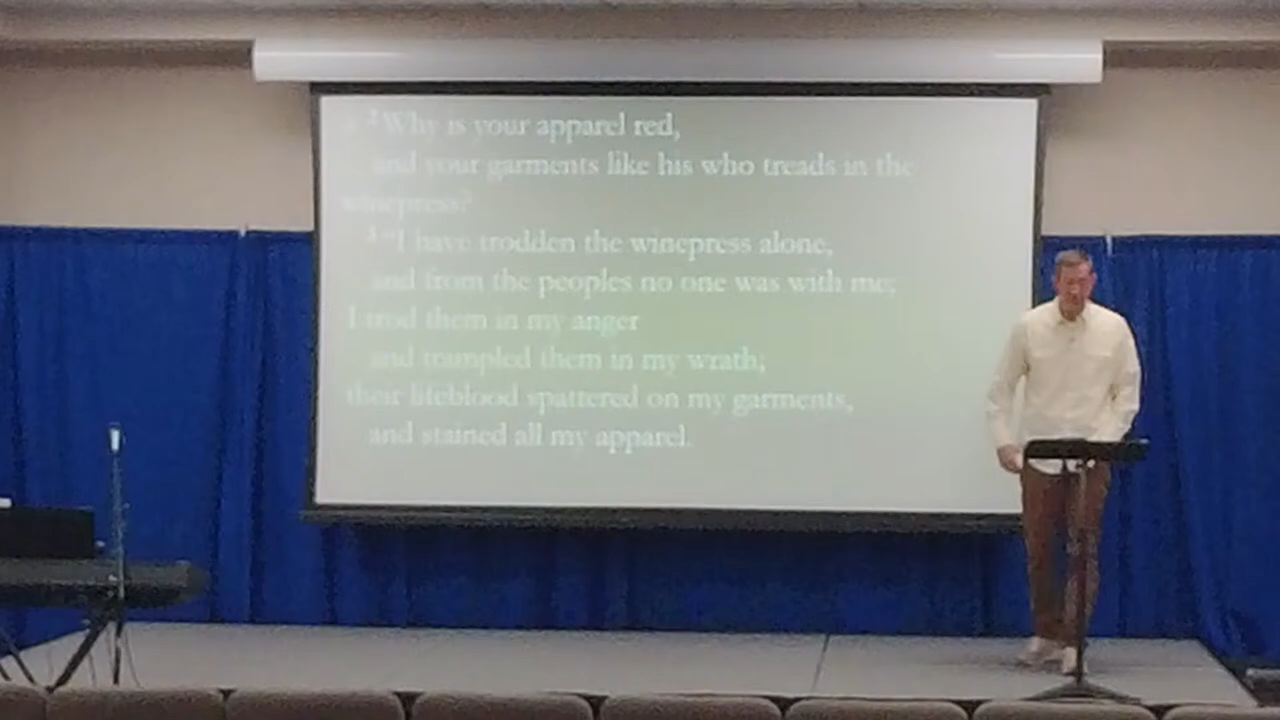 2 Why is your apparel red,
and your garments like his who treads in the
winepress?
3 "I have trodden the winepress alone,
and from the peoples no one was with me;
I trod them in my anger
and trampled them in my wrath;
their lifeblood spattered on my garments,
and stained all my apparel.